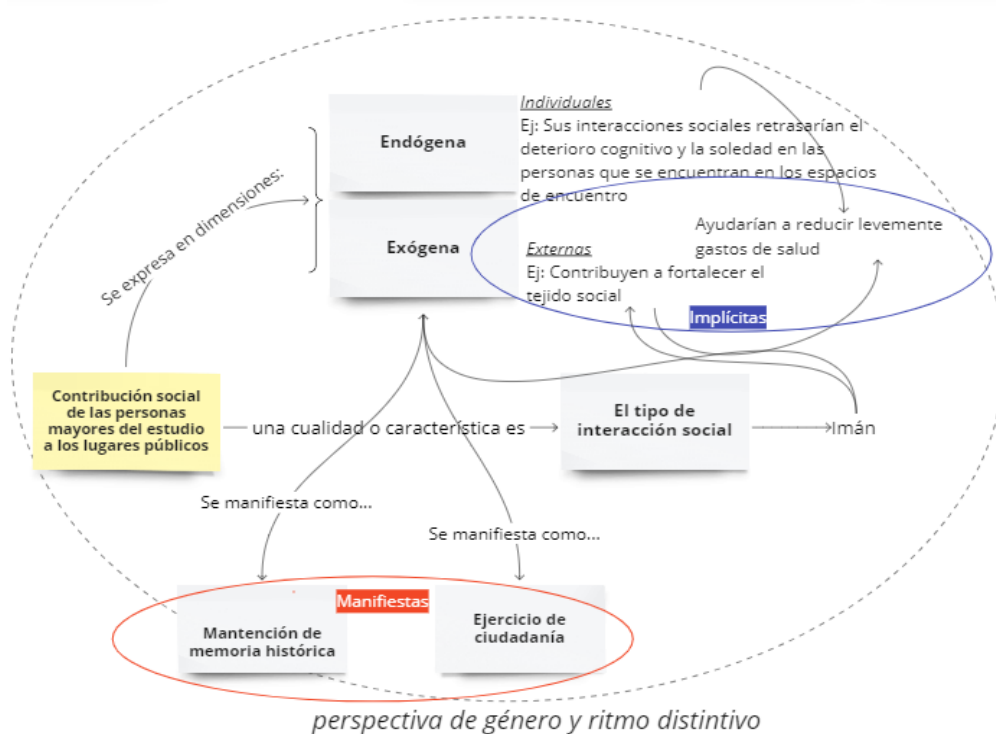 Individuales
Ej: Sus interacciones sociales retrasarían el
deterioro cognitivo y la soledad en las
personas que se encuentran en los espacios
de encuentro
Endógena
Se expresa en dimensiones:
Exógena
Ayudarían a reducir levemente
gastos de salud
Externas
Ej: Contribuyen a fortalecer el
tejido social
Implícitas
Contribución social
de las personas
mayores del estudio
a los lugares públicos
una cualidad o característica es
El tipo de
interacción social
Imán
Se manifiesta como...
Se manifiesta como...
Manifiestas
Mantención de
memoria histórica
Ejercicio de
ciudadanía
perspectiva de género y ritmo distintivo